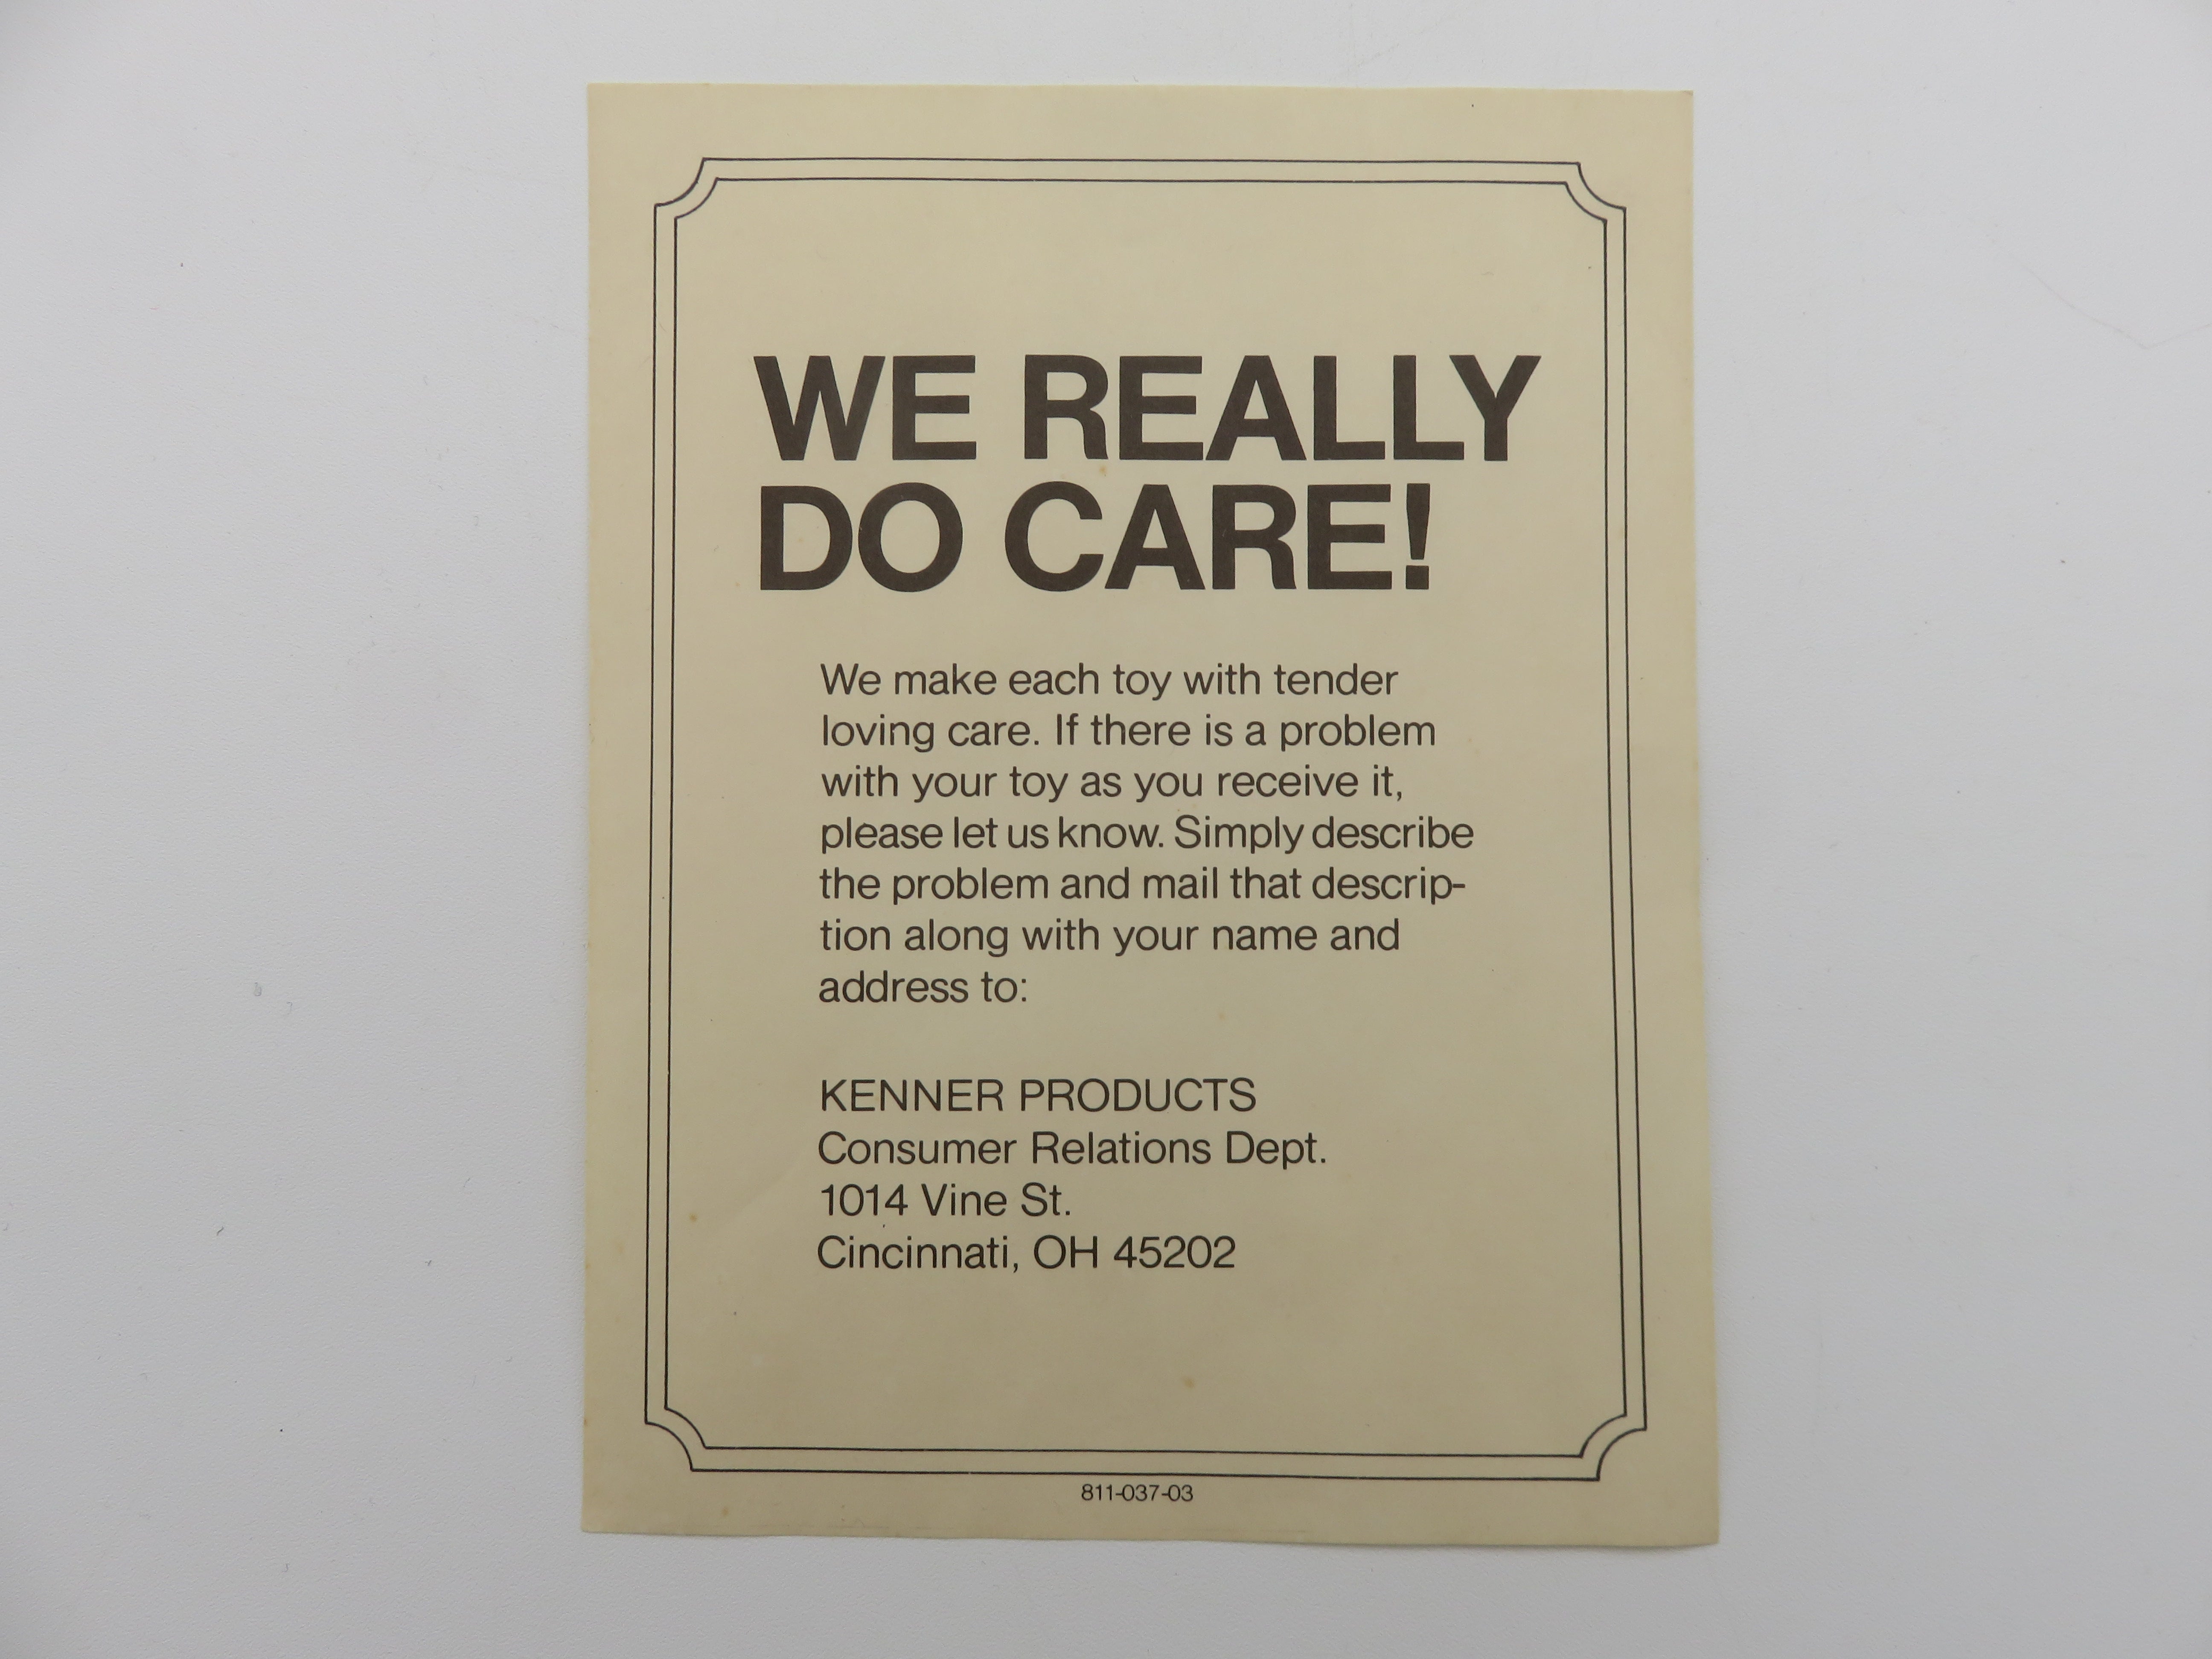 WE REALLY
DO CARE!
We make each toy with tender
loving care. If there is a problem
with your toy as you receive it,
please let us know. Simply describe
the problem and mail that descrip-
tion along with your name and
address to:
KENNER PRODUCTS
Consumer Relations Dept.
1014 Vine St.
Cincinnati, OH 45202
811-037-03